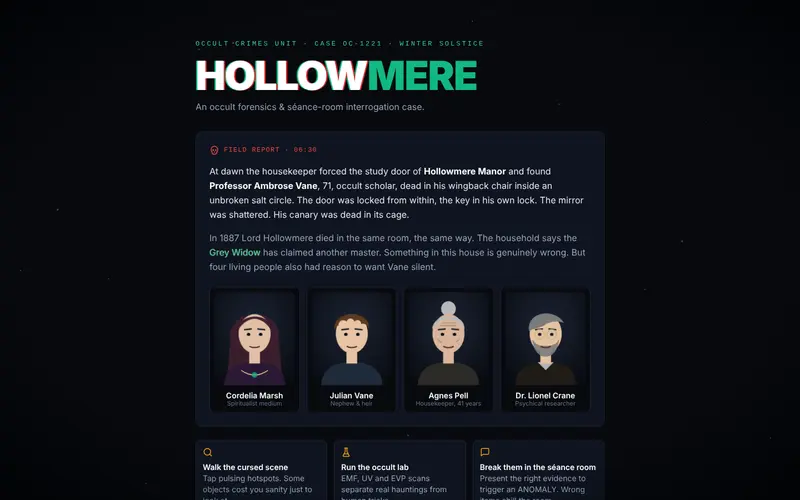 OCCULT CRIMES UNIT · CASE OC-1221 · WINTER SOLSTICE
HOLLOWMERE
An occult forensics & séance-room interrogation case.
FIELD REPORT · 06:36
At dawn the housekeeper forced the study door of Hollowmere Manor and found
Professor Ambrose Vane, 71, occult scholar, dead in his wingback chair inside an
unbroken salt circle. The door was locked from within, the key in his own lock. The mirror
was shattered. His canary was dead in its cage.
In 1887 Lord Hollowmere died in the same room, the same way. The household says the
Grey Widow has claimed another master. Something in this house is genuinely wrong. But
four living people also had reason to want Vane silent.
Cordelia Marsh
Spiritualist medium
Julian Vane
Nephew & heir
Agnes Pell
Housekeeper, 41 years
Dr. Lionel Crane
Psychical researcher
Walk the cursed scene
Tap pulsing hotspots. Some
objects cost you sanity just to
Run the occult lab
EMF, UV and EVP scans
separate real hauntings from
Break them in the séance room
Present the right evidence to
trigger an ANOMALY. Wrong